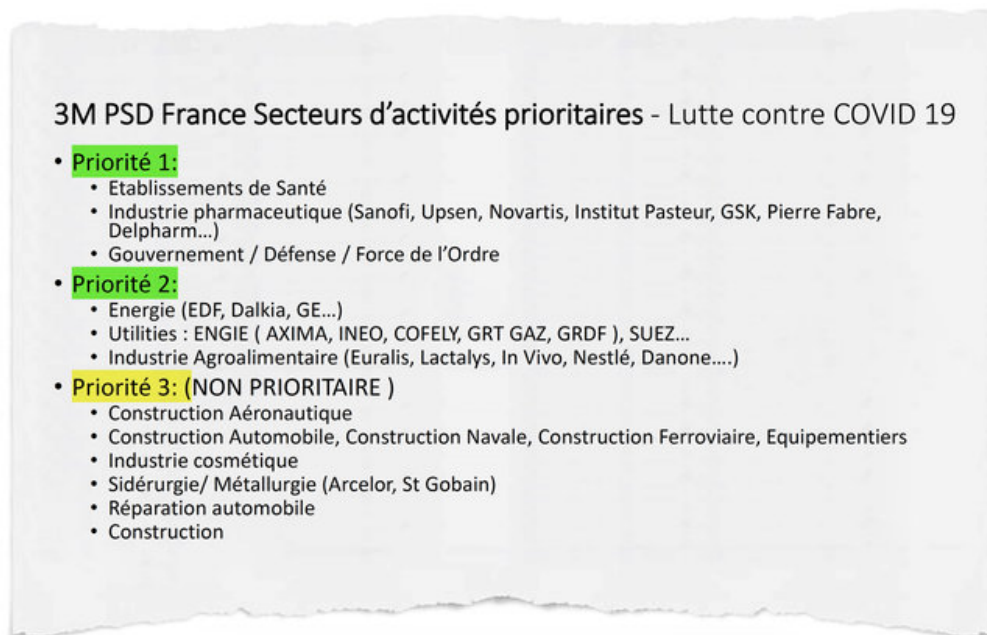 3M PSD France Secteurs d'activités prioritaires - Lutte contre COVID 19
• Priorité 1:
• Etablissements de Santé
• Industrie pharmaceutique (Sanofi, Upsen, Novartis, Institut Pasteur, GSK, Pierre Fabre,
Delpharm...)
• Gouvernement / Défense / Force de l'Ordre
• Priorité 2:
• Energie (EDF, Dalkia, GE...)
• Utilities : ENGIE ( AXIMA, INEO, COFELY, GRT GAZ, GRDF ), SUEZ...
• Industrie Agroalimentaire (Euralis, Lactalys, In Vivo, Nestlé, Danone....)
• Priorité 3: (NON PRIORITAIRE )
• Construction Aéronautique
• Construction Automobile, Construction Navale, Construction Ferroviaire, Equipementiers
• Industrie cosmétique
• Sidérurgie/ Métallurgie (Arcelor, St Gobain)
• Réparation automobile
• Construction